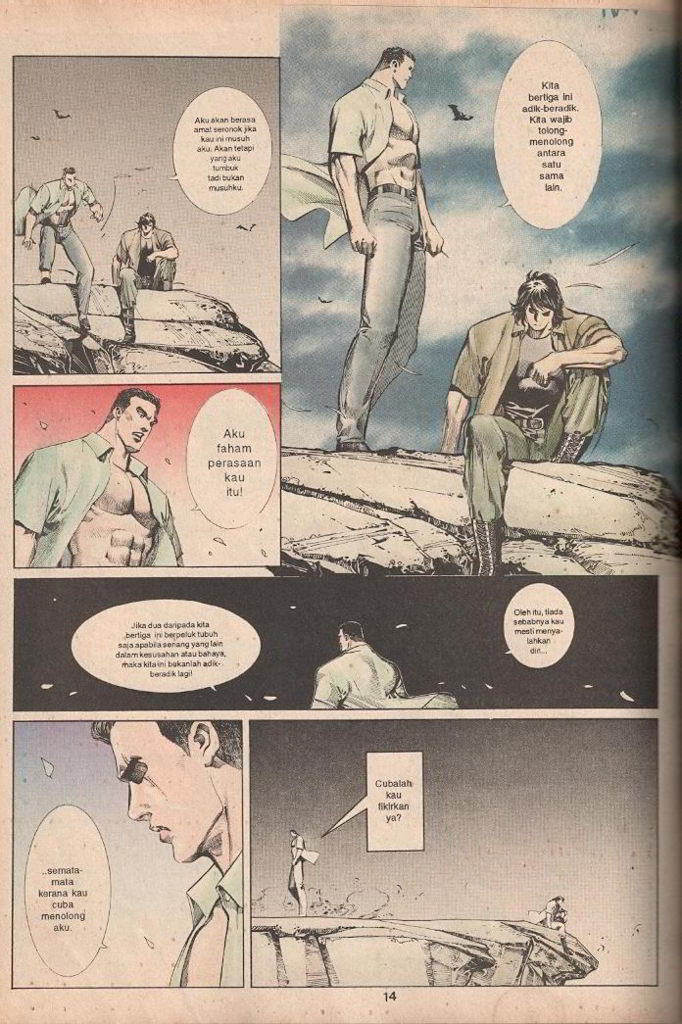 Aku akan berasa
amat seronok jika
kau ini musuh
aku. Akan tetapi
yang aku
tumbuk
tadi bukan
musuhku.
Kita
bertiga ini
adik-beradik.
Kita wajib
tolong-
menolong
antara
satu
sama
lain.
Aku
faham
perasaan
kau
itu!
Jika dua daripada kita
bertiga ini berpeluk tubuh
saja apabila senang yang lain
dalam kesusahan atau bahaya,
maka kita ini bukanlah adik-
beradik lagi!
Oleh itu, tiada
sebabnya kau
mesti menya-
lahkan
diri...
..semata-
mata
kerana kau
cuba
menolong
aku.
Cubalah
kau
fikirkan
ya?
14